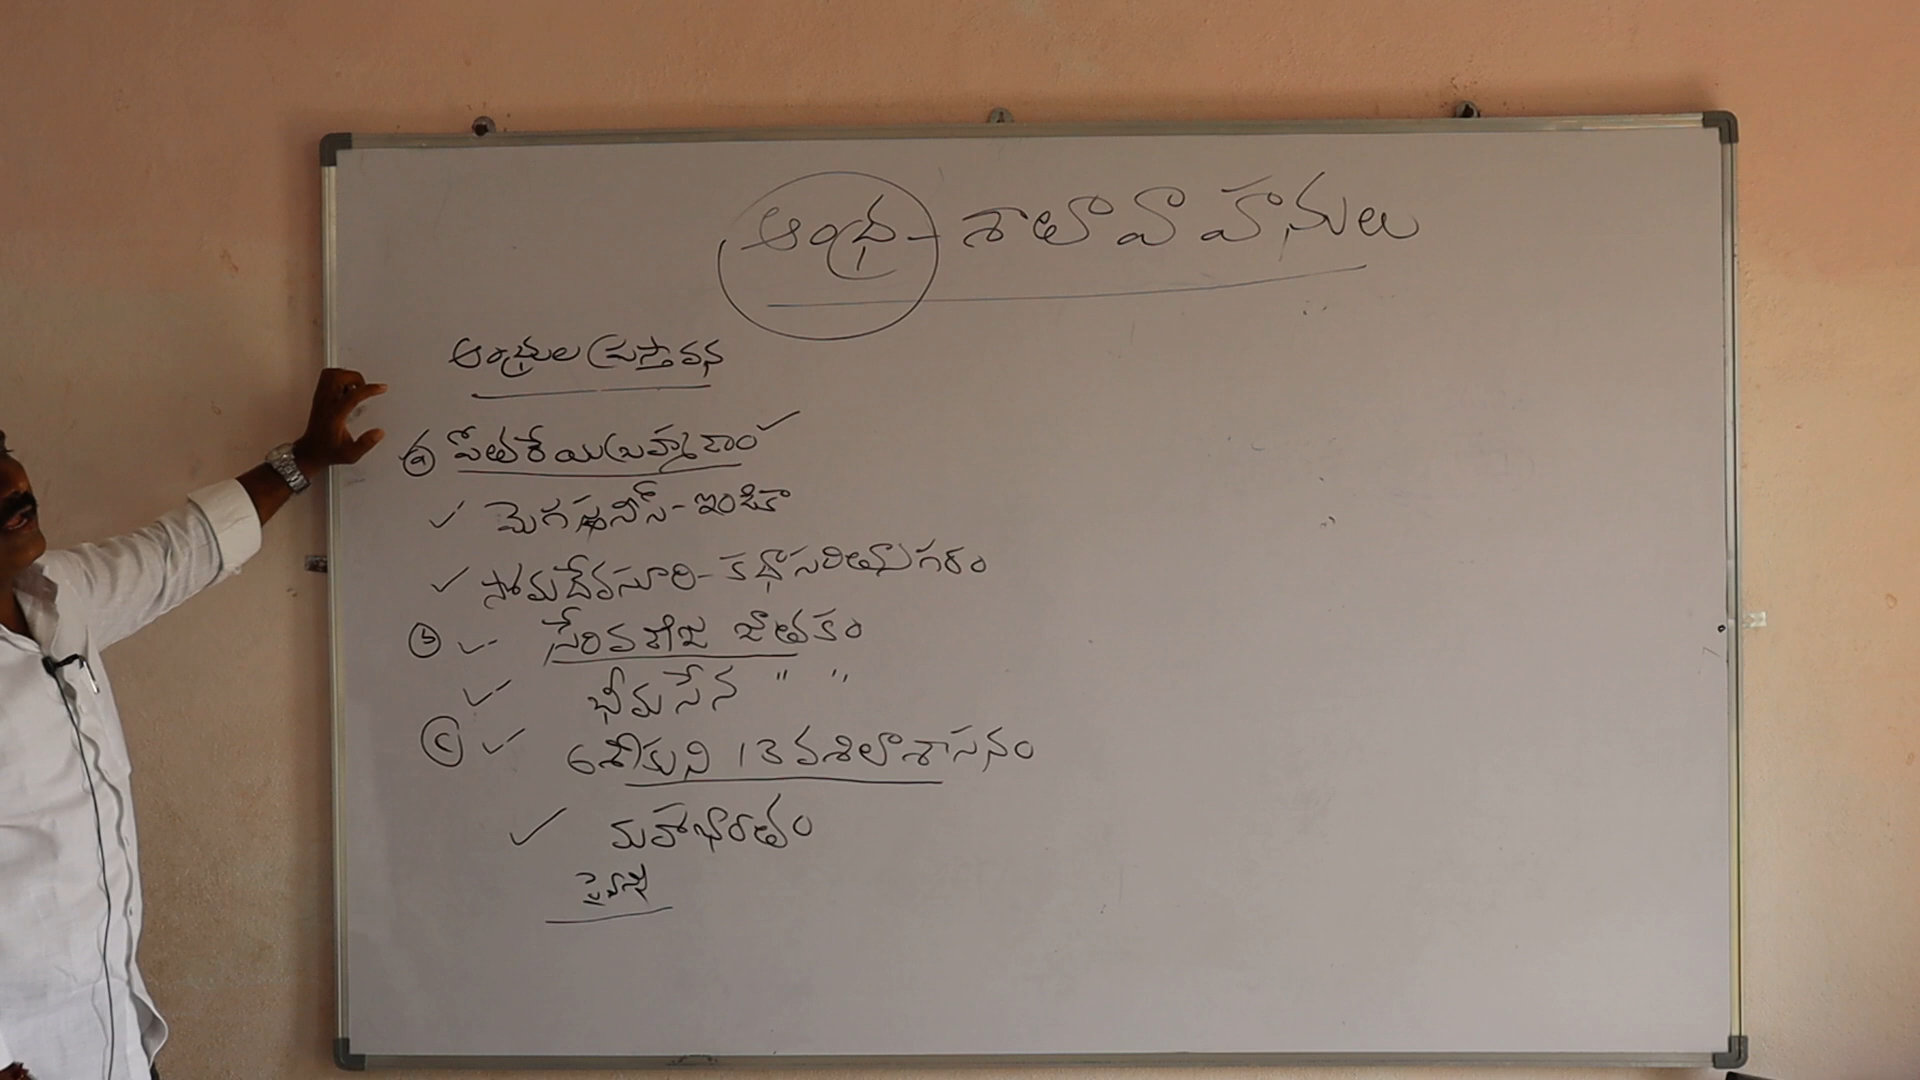 ఆంధ్ర - శాతావాహనులు
ఆంధ్రుల ప్రస్తావన
a ఐతరేయ బ్రహ్మణం
మెగస్తనీస్ - ఇండికా
సోమదేవసూరి - కథాసరిత్సాగరం
b సేరివణిజ జాతకం
భీమసేన " "
c అశోకుని 13వ శిలాశాసనం
మహాభారతం